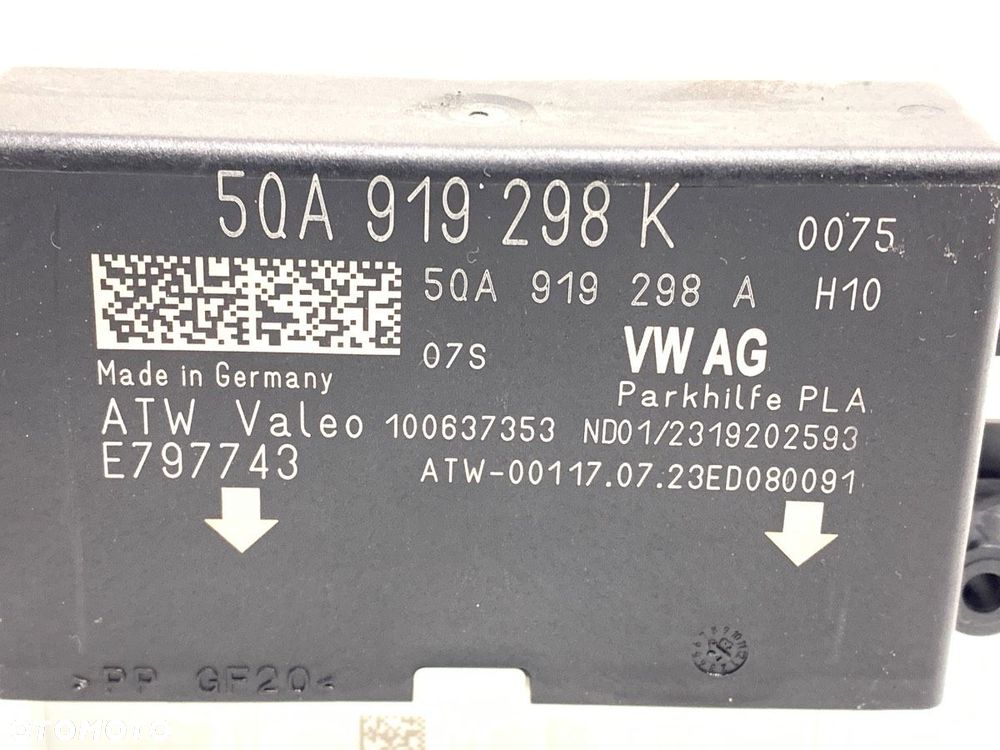 5QA 919 298 K 0075
5QA 919 298 A H10
07S VW AG
Made in Germany Parkhilfe PLA
ATW Valeo 100637353 ND01/2319202593
E797743 ATW-00117.07.23ED080091
>PP GF20<
OTOMOTO